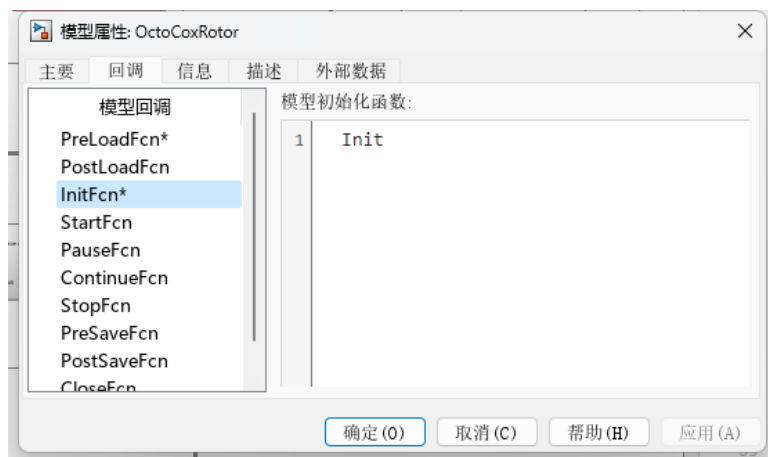 模型属性: OctoCoxRotor
主要 回调 信息 描述 外部数据
模型回调
模型初始化函数:
PreLoadFcn*
PostLoadFcn
InitFcn*
StartFcn
PauseFcn
ContinueFcn
StopFcn
PreSaveFcn
PostSaveFcn
CloseFcn
1 Init
确定(O) 取消(C) 帮助(H) 应用(A)